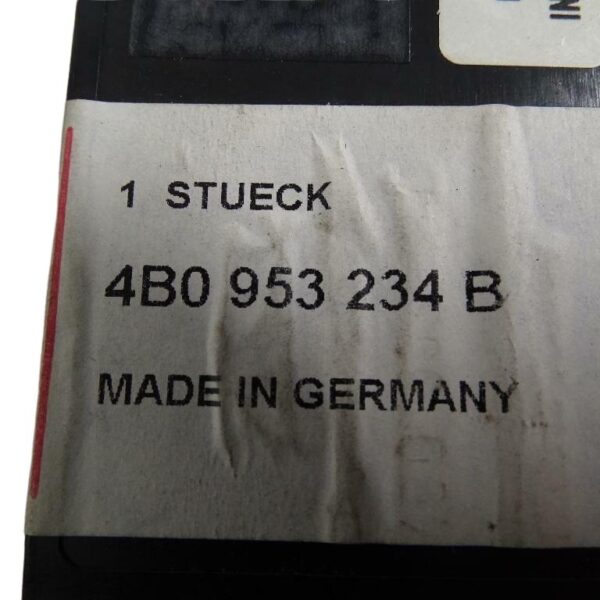 1 STUECK
4B0 953 234 B
MADE IN GERMANY